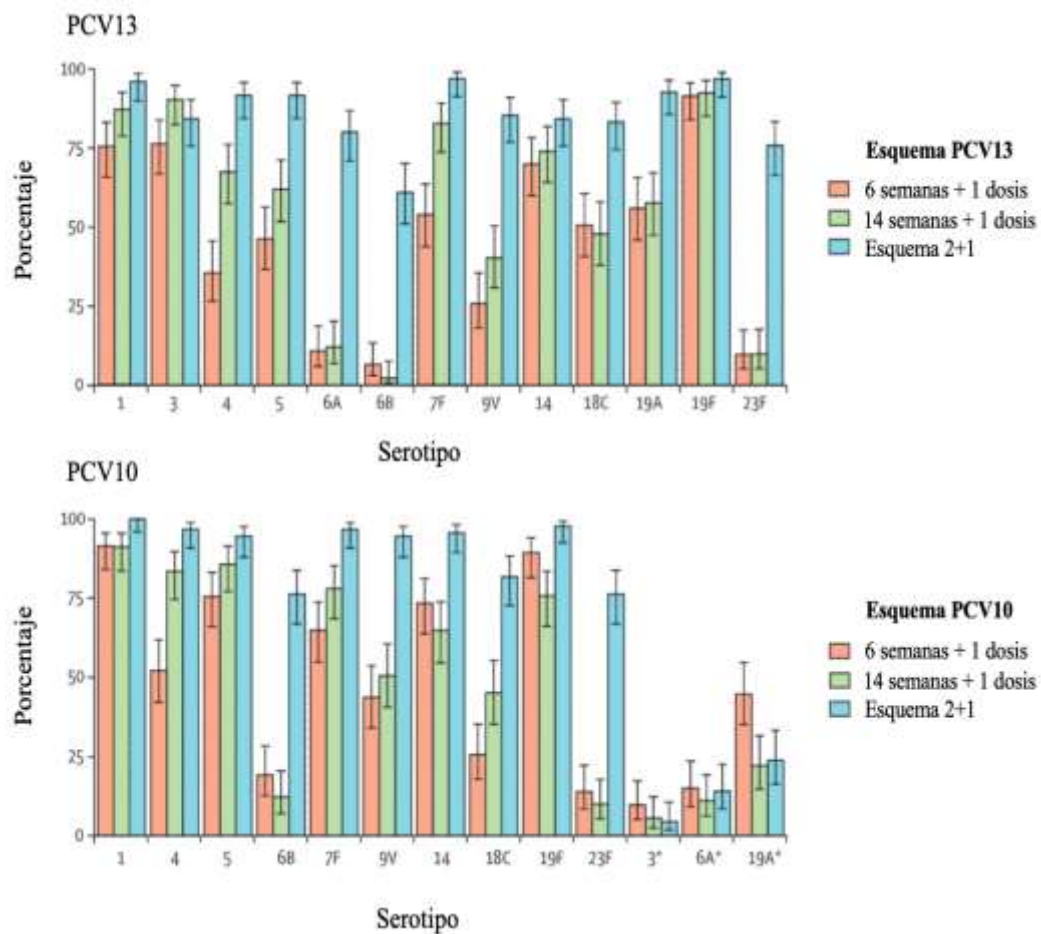 PCV13
100
75
50
25
0
Porcentaje
1 3 4 5 6A 6B 7F 9V 14 18C 19A 19F 23F
Serotipo
Esquema PCV13
6 semanas + 1 dosis
14 semanas + 1 dosis
Esquema 2+1
PCV10
100
75
50
25
0
Porcentaje
1 4 5 6B 7F 9V 14 18C 19F 23F 3* 6A* 19A*
Serotipo
Esquema PCV10
6 semanas + 1 dosis
14 semanas + 1 dosis
Esquema 2+1